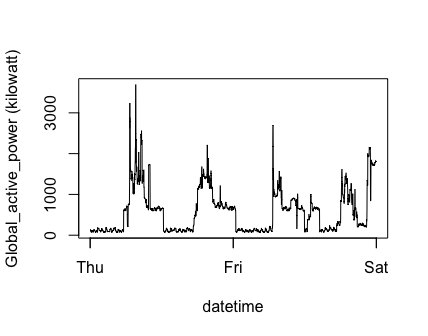 Global_active_power (kilowatt)
3000
1000
0
Thu
Fri
Sat
datetime